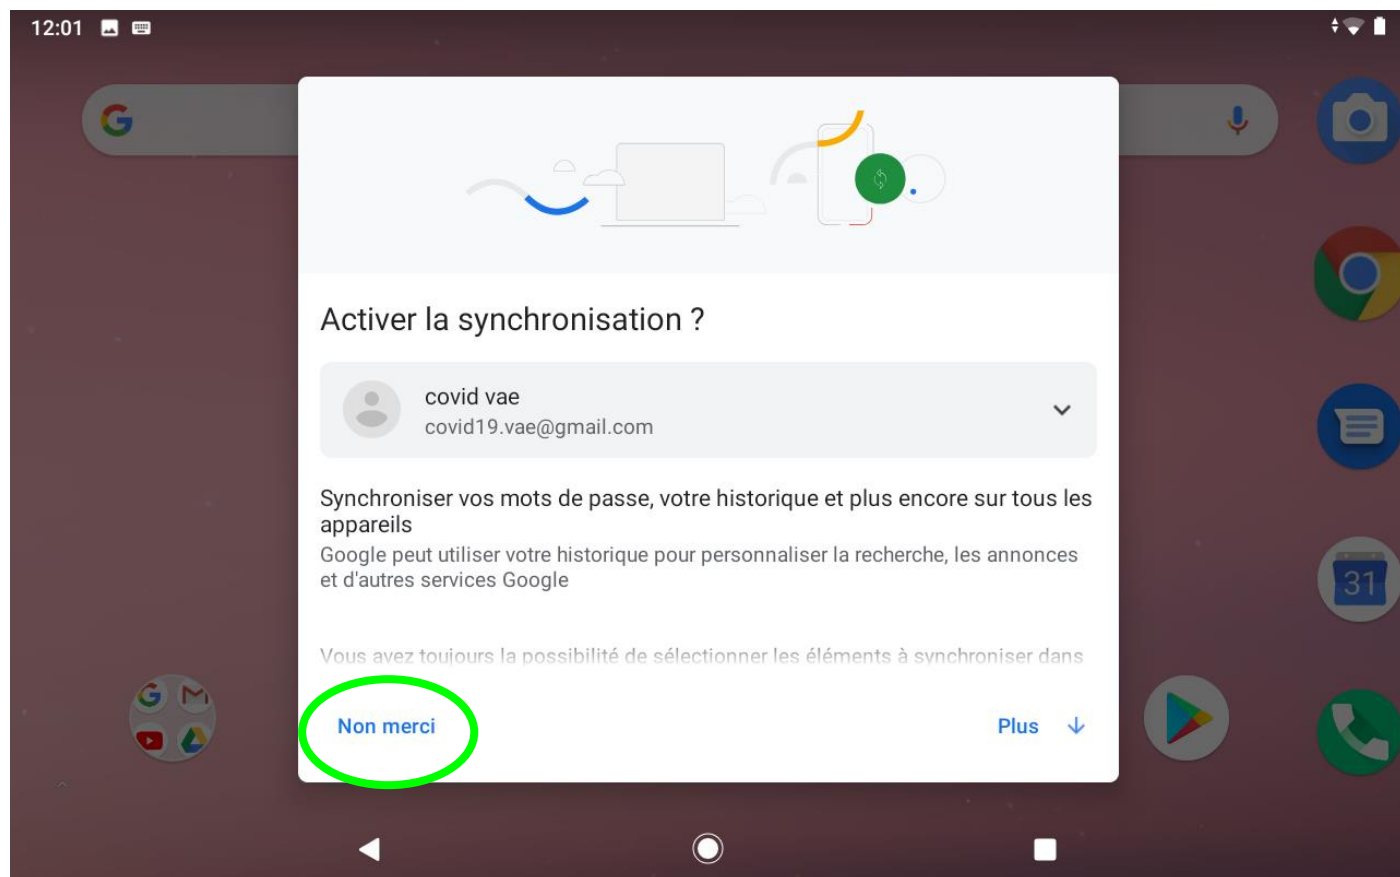 12:01
Activer la synchronisation ?
covid vae
covid19.vae@gmail.com
Synchroniser vos mots de passe, votre historique et plus encore sur tous les
appareils
Google peut utiliser votre historique pour personnaliser la recherche, les annonces
et d'autres services Google
Vous avez toujours la possibilité de sélectionner les éléments à synchroniser dans
31
Non merci
Plus